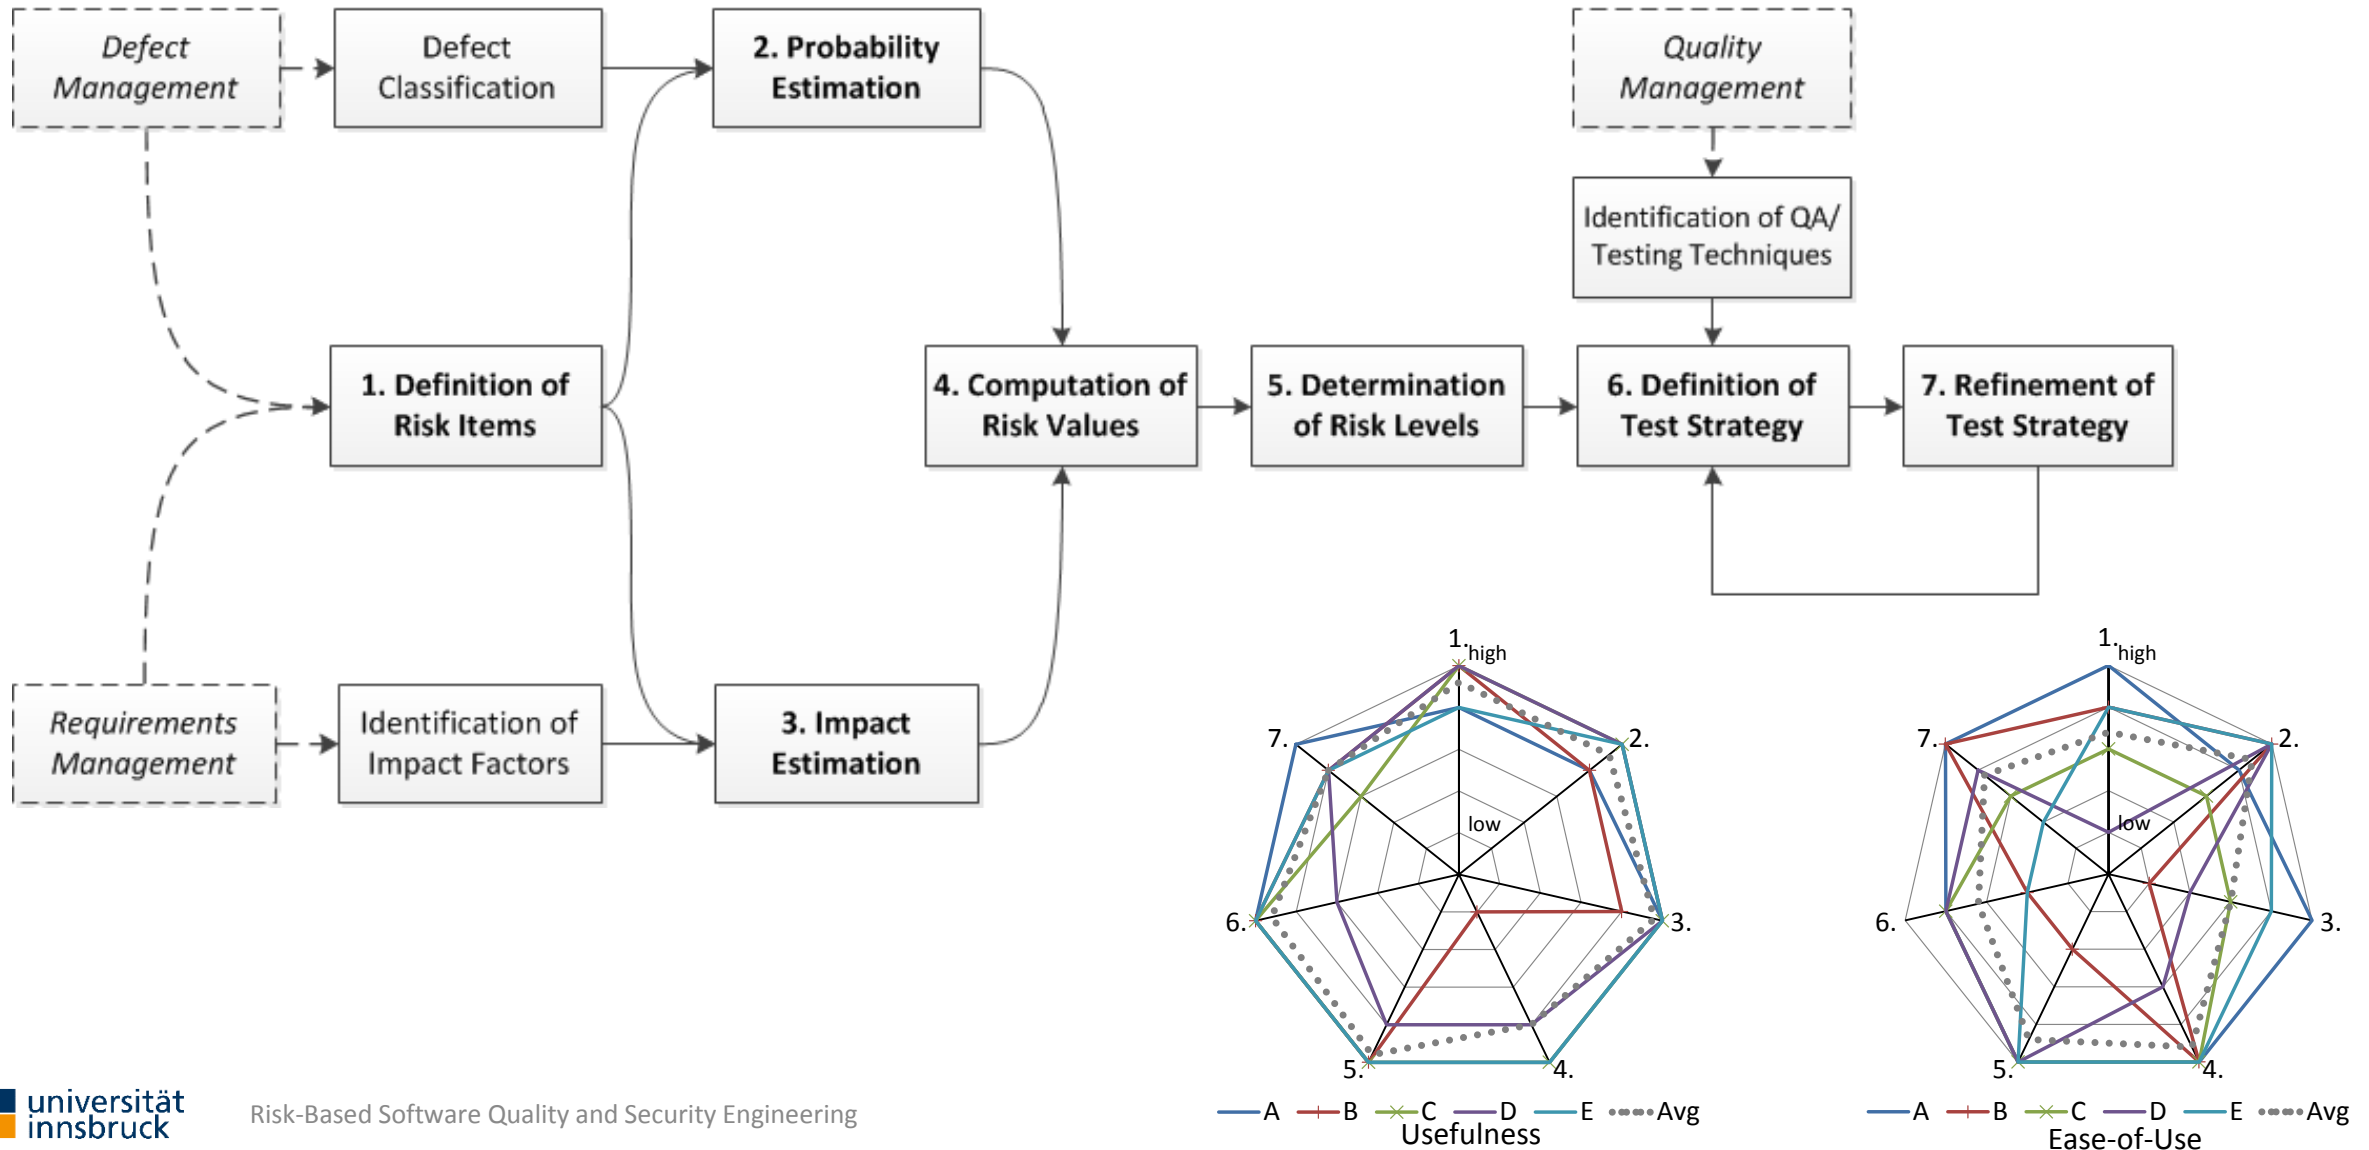 Defect
Management
Defect
Classification
2. Probability
Estimation
Quality
Management
Identification of QA/
Testing Techniques
1. Definition of
Risk Items
4. Computation of
Risk Values
5. Determination
of Risk Levels
6. Definition of
Test Strategy
7. Refinement of
Test Strategy
Requirements
Management
Identification of
Impact Factors
3. Impact
Estimation
1.
high
2.
3.
4.
5.
6.
7.
low
A B C D E Avg
Usefulness
1.
high
2.
3.
4.
5.
6.
7.
low
A B C D E Avg
Ease-of-Use
universität
innsbruck
Risk-Based Software Quality and Security Engineering